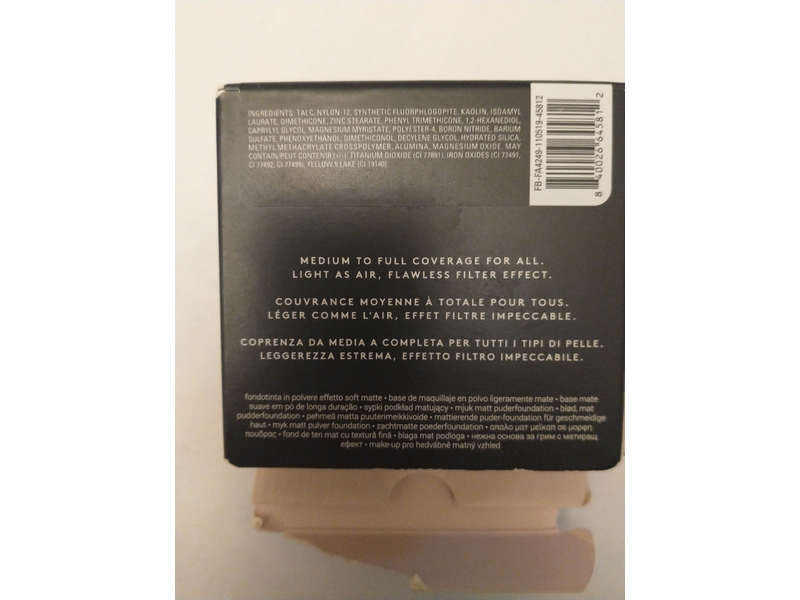 INGREDIENTS: TALC, NYLON-12, SYNTHETIC FLUORPHLOGOPITE, KAOLIN, ISOAMYL
LAURATE, DIMETHICONE, ZINC STEARATE, PHENYL TRIMETHICONE, 1,2-HEXANEDIOL,
CAPRYLYL GLYCOL, MAGNESIUM MYRISTATE, POLYESTER-4, BORON NITRIDE, BARIUM
SULFATE, PHENOXYETHANOL, DIMETHICONOL, DECYLENE GLYCOL, HYDRATED SILICA,
METHYL METHACRYLATE CROSSPOLYMER, ALUMINA, MAGNESIUM OXIDE. MAY
CONTAIN/PEUT CONTENIR (+/-): TITANIUM DIOXIDE (CI 77891), IRON OXIDES (CI 77491,
CI 77492, CI 77499), YELLOW 5 LAKE (CI 19140).
FB-FA4249-110519-45812
8 40026 64581 2
MEDIUM TO FULL COVERAGE FOR ALL.
LIGHT AS AIR, FLAWLESS FILTER EFFECT.
COUVRANCE MOYENNE À TOTALE POUR TOUS.
LÉGER COMME L'AIR, EFFET FILTRE IMPECCABLE.
COPRENZA DA MEDIA A COMPLETA PER TUTTI I TIPI DI PELLE.
LEGGEREZZA ESTREMA, EFFETTO FILTRO IMPECCABILE.
fondotinta in polvere effetto soft matte • base de maquillaje en polvo ligeramente mate • base mate
suave em pó de longa duração • sypki podkład matujący • mjuk matt puderfoundation • blød, mat
pudderfoundation • pehmeä matta puuterimeikkivoide • mattierende puder-foundation für geschmeidige
haut • myk matt pulver foundation • zachtmatte poederfoundation • απαλο ματ μεϊκαπ σε μορφη
πουδρας • fond de ten mat cu textură fină • blaga mat podloga • нежна основа за грим с матиращ
ефект • make-up pro hedvábné matný vzhled